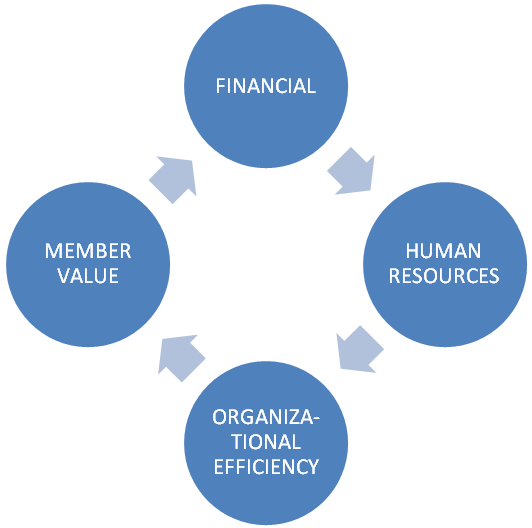 FINANCIAL
HUMAN
RESOURCES
ORGANIZA-
TIONAL
EFFICIENCY
MEMBER
VALUE